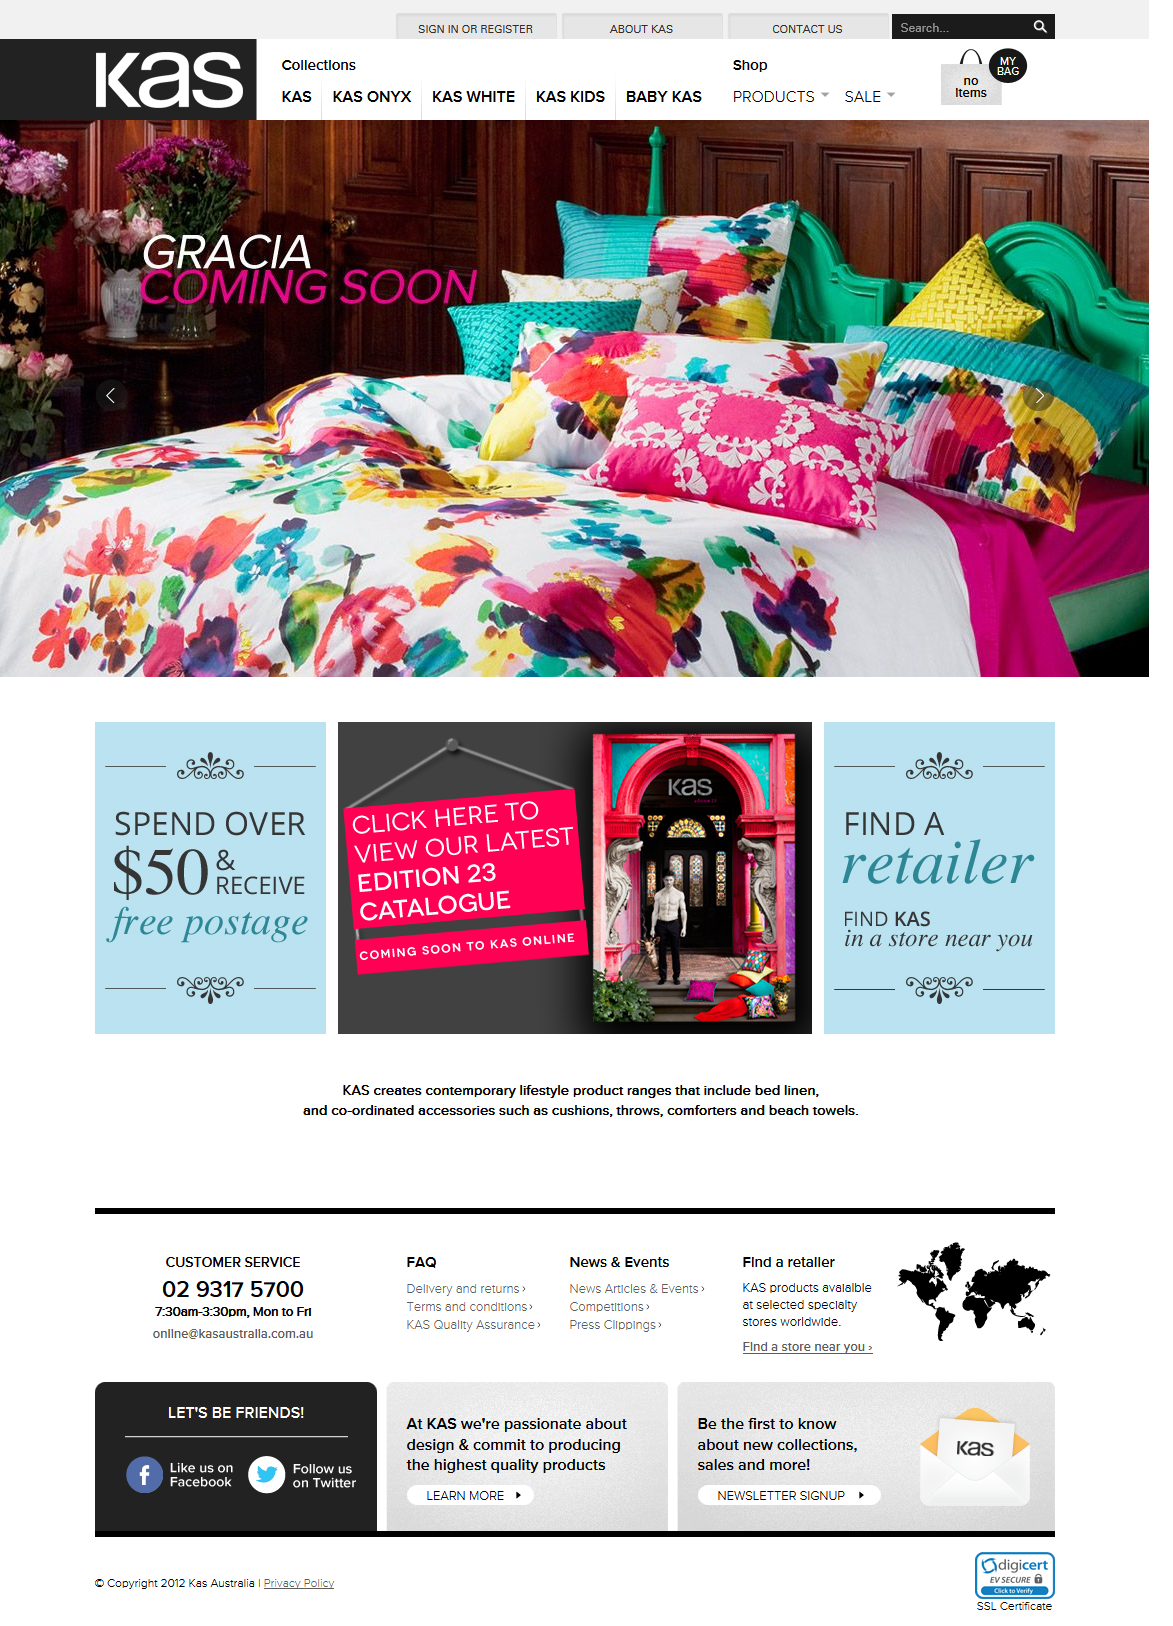 SIGN IN OR REGISTER
ABOUT KAS
CONTACT US
Search...
kas
Collections
Shop
KAS
KAS ONYX
KAS WHITE
KAS KIDS
BABY KAS
PRODUCTS
SALE
MY
BAG
no
Items
GRACIA
COMING SOON
SPEND OVER
$50 &
RECEIVE
free postage
CLICK HERE TO
VIEW OUR LATEST
EDITION 23
CATALOGUE
COMING SOON TO KAS ONLINE
kas
FIND A
retailer
FIND KAS
in a store near you
KAS creates contemporary lifestyle product ranges that include bed linen,
and co-ordinated accessories such as cushions, throws, comforters and beach towels.
CUSTOMER SERVICE
02 9317 5700
7:30am-3:30pm, Mon to Fri
online@kasaustralia.com.au
FAQ
Delivery and returns ›
Terms and conditions ›
KAS Quality Assurance ›
News & Events
News Articles & Events ›
Competitions ›
Press Clippings ›
Find a retailer
KAS products avaialble
at selected specialty
stores worldwide.
Find a store near you ›
LET'S BE FRIENDS!
Like us on
Facebook
Follow us
on Twitter
At KAS we're passionate about
design & commit to producing
the highest quality products
LEARN MORE
Be the first to know
about new collections,
sales and more!
NEWSLETTER SIGNUP
kas
© Copyright 2012 Kas Australia | Privacy Policy
digicert
EV SECURE
Click to Verify
SSL Certificate